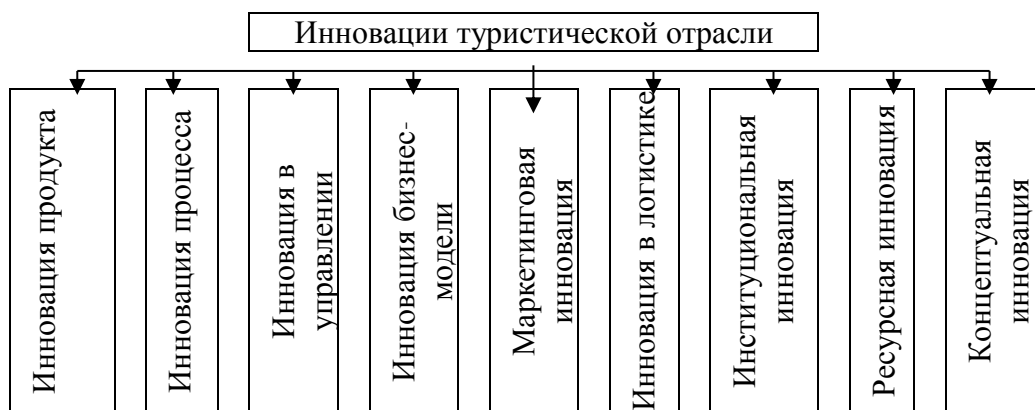 Инновации туристической отрасли
Инновация продукта
Инновация процесса
Инновация в
управлении
Инновация бизнес-
модели
Маркетинговая
инновация
Инновация в логистике
Институциональная
инновация
Ресурсная инновация
Концептуальная
инновация